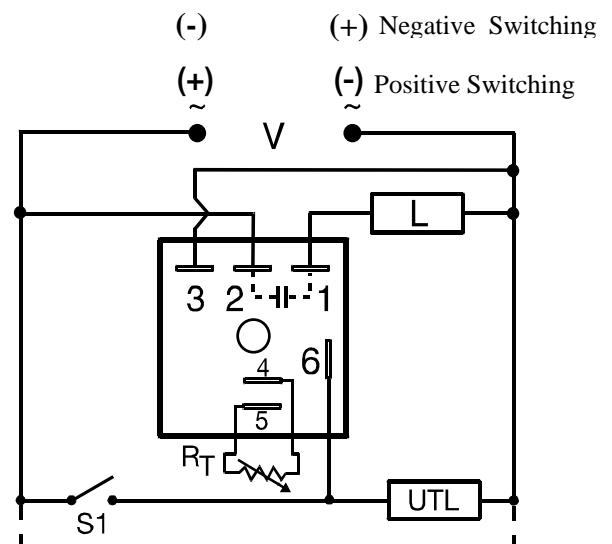 (-) (+) Negative Switching
(+) (-) Positive Switching
~ ~
V
L
3 2 1
6
4
5
RT
S1 UTL